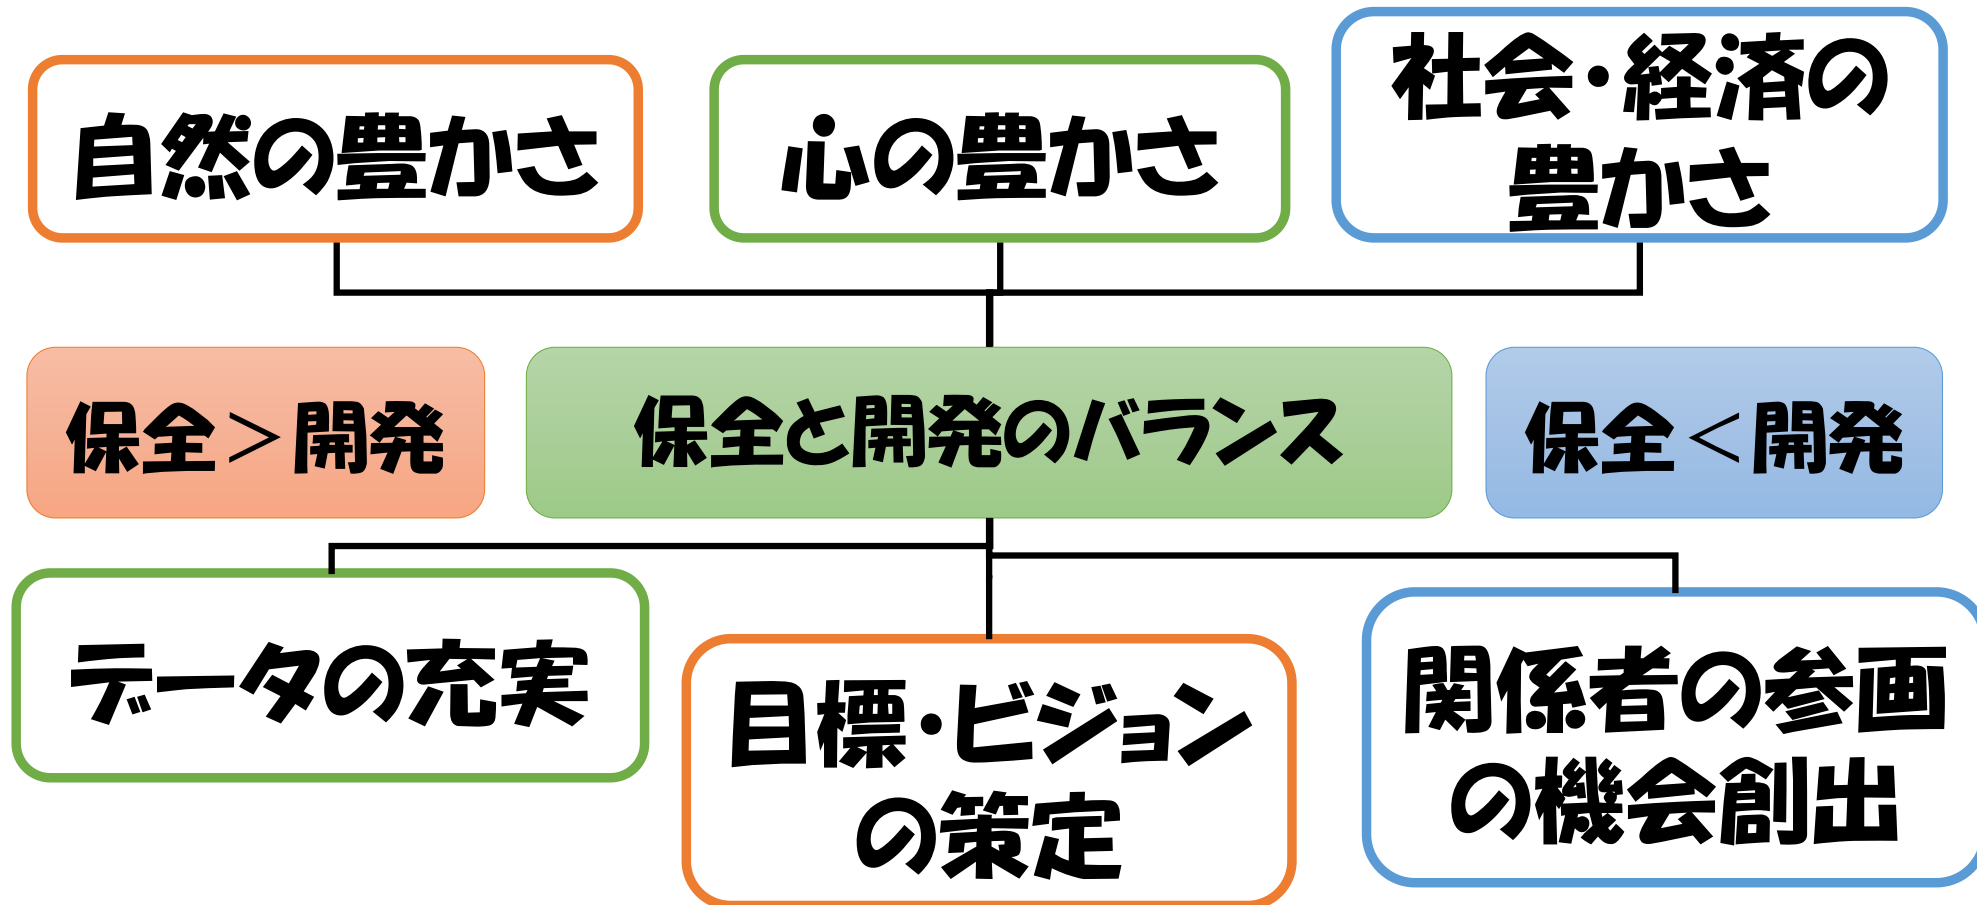 自然の豊かさ
心の豊かさ
社会・経済の
豊かさ
保全＞開発
保全と開発のバランス
保全＜開発
データの充実
目標・ビジョン
の策定
関係者の参画
の機会創出